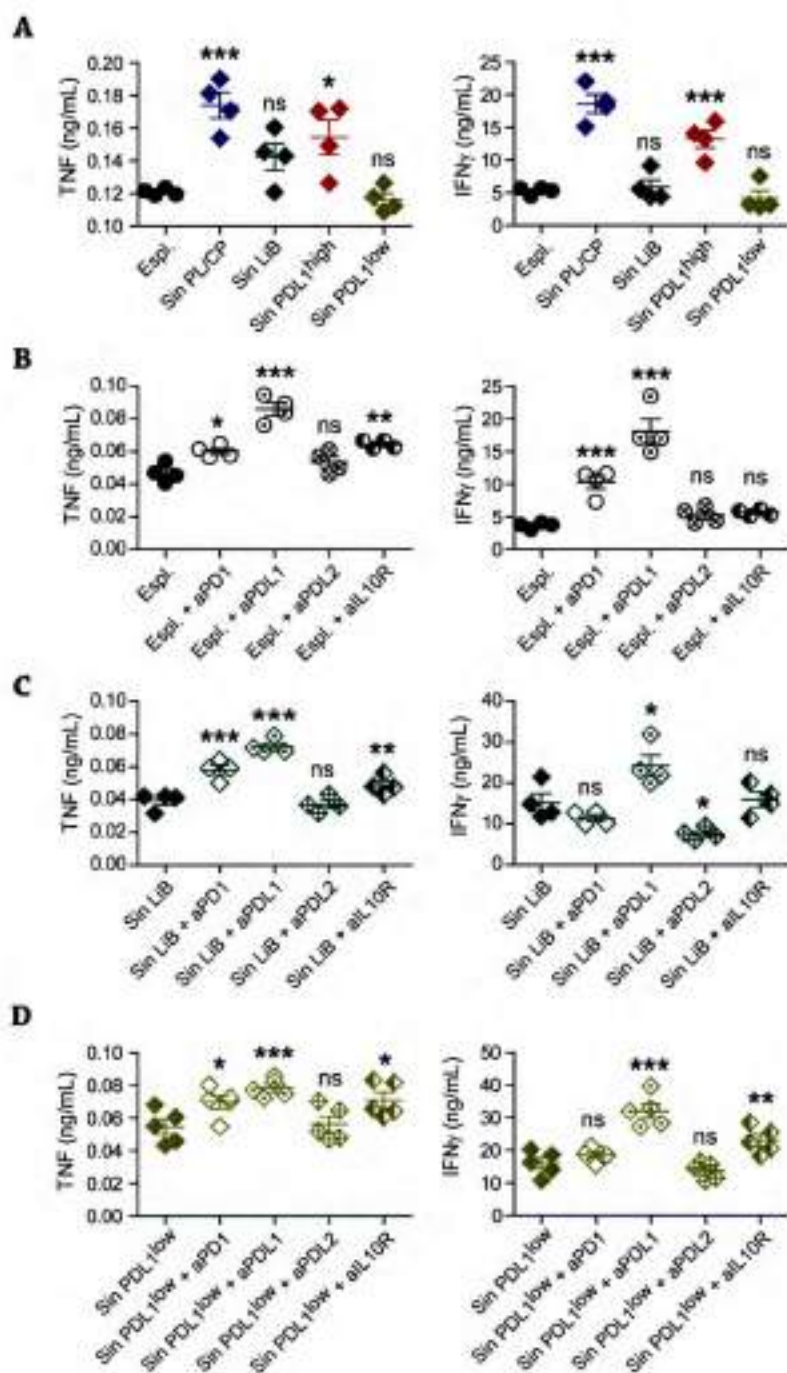 A
TNF (ng/mL)
0.20
0.18
0.16
0.14
0.12
0.10
***
ns
*
ns
Espl.
Sin PL/CP
Sin LiB
Sin PDL1high
Sin PDL1low
IFNγ (ng/mL)
25
20
15
10
5
0
***
ns
***
ns
Espl.
Sin PL/CP
Sin LiB
Sin PDL1high
Sin PDL1low
B
TNF (ng/mL)
0.10
0.08
0.06
0.04
0.02
0.00
*
***
ns
**
Espl.
Espl. + aPD1
Espl. + aPDL1
Espl. + aPDL2
Espl. + aIL10R
IFNγ (ng/mL)
25
20
15
10
5
0
***
***
ns
ns
Espl.
Espl. + aPD1
Espl. + aPDL1
Espl. + aPDL2
Espl. + aIL10R
C
TNF (ng/mL)
0.10
0.08
0.06
0.04
0.02
0.00
***
***
ns
**
Sin LiB
Sin LiB + aPD1
Sin LiB + aPDL1
Sin LiB + aPDL2
Sin LiB + aIL10R
IFNγ (ng/mL)
40
30
20
10
0
ns
*
*
ns
Sin LiB
Sin LiB + aPD1
Sin LiB + aPDL1
Sin LiB + aPDL2
Sin LiB + aIL10R
D
TNF (ng/mL)
0.10
0.08
0.06
0.04
0.02
0.00
*
***
ns
*
Sin PDL1low
Sin PDL1low + aPD1
Sin PDL1low + aPDL1
Sin PDL1low + aPDL2
Sin PDL1low + aIL10R
IFNγ (ng/mL)
50
40
30
20
10
0
ns
***
ns
**
Sin PDL1low
Sin PDL1low + aPD1
Sin PDL1low + aPDL1
Sin PDL1low + aPDL2
Sin PDL1low + aIL10R